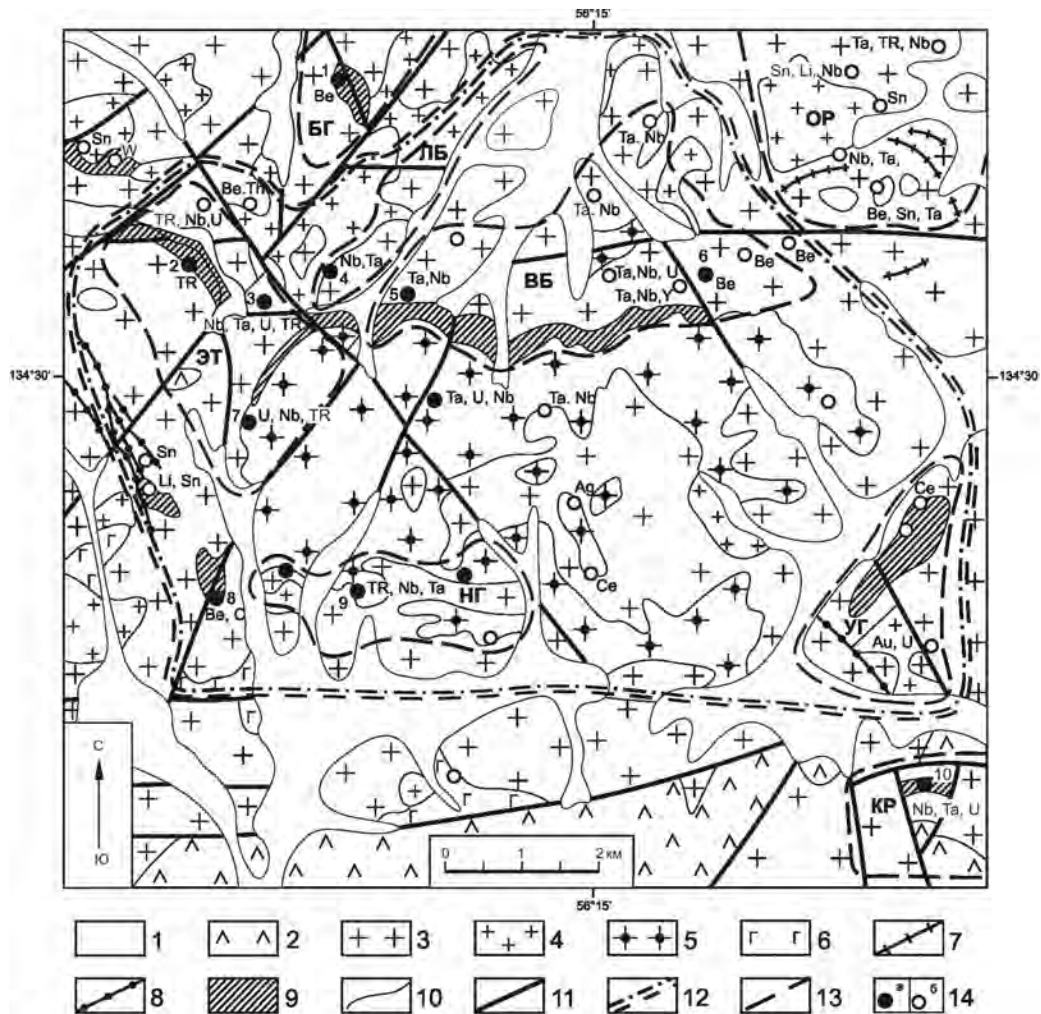 56°15'
Ta, TR, Nb
Sn, Li, Nb
Sn
ОР
1
Be
БГ
ЛБ
Ta. Nb
Nb, Ta,
Sn
W
Be.Th
TR, Nb,U
Ta. Nb
Be, Sn, Ta
2
TR
Nb,Ta
4
5
Ta,Nb
ВБ
Ta,Nb, U
Ta,Nb,Y
6
Be
Be
Be
3
Nb, Ta, U, TR
134°30'
134°30'
ЭТ
7
U, Nb, TR
Ta, U, Nb
Ta. Nb
Sn
Li, Sn
Ag
Ce
Ce
8
9
TR, Nb, Ta
НГ
УГ
Au, U
С
Ю
10
КР
Nb, Ta, U
0 1 2 км
56°15'
1 2 3 4 5 6 7
8 9 10 11 12 13 а б 14